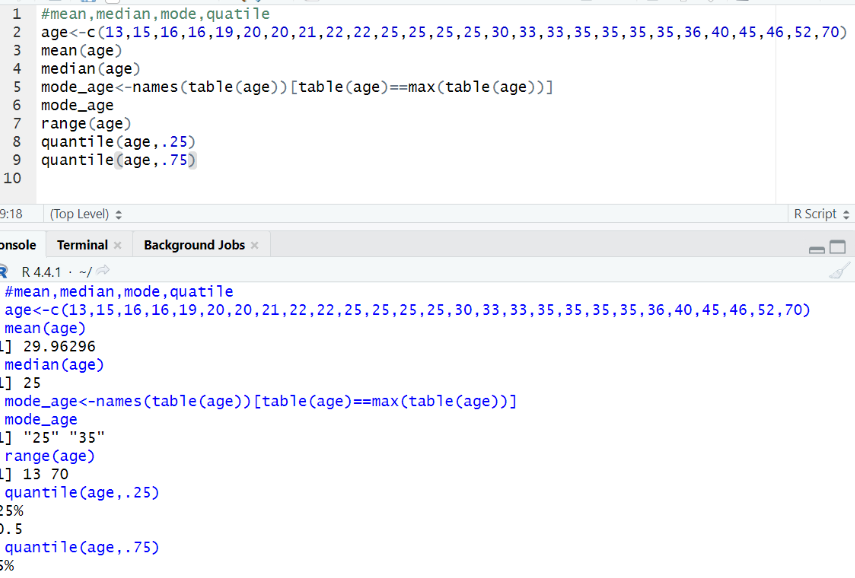 1 #mean,median,mode,quatile
2 age<-c(13,15,16,16,19,20,20,21,22,22,25,25,25,25,30,33,33,35,35,35,35,36,40,45,46,52,70)
3 mean(age)
4 median(age)
5 mode_age<-names(table(age))[table(age)==max(table(age))]
6 mode_age
7 range(age)
8 quantile(age,.25)
9 quantile(age,.75)
10
9:18 (Top Level) R Script
onsole Terminal × Background Jobs ×
R R 4.4.1 · ~/
#mean,median,mode,quatile
age<-c(13,15,16,16,19,20,20,21,22,22,25,25,25,25,30,33,33,35,35,35,35,36,40,45,46,52,70)
mean(age)
1] 29.96296
median(age)
1] 25
mode_age<-names(table(age))[table(age)==max(table(age))]
mode_age
1] "25" "35"
range(age)
1] 13 70
quantile(age,.25)
25%
0.5
quantile(age,.75)
5%